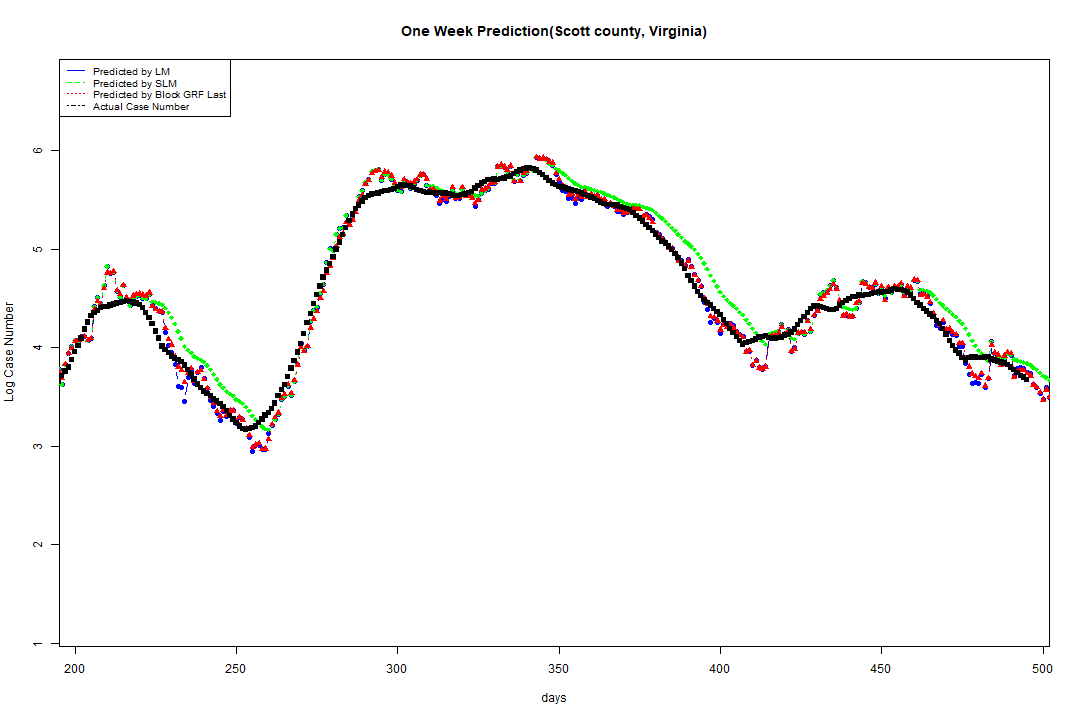 One Week Prediction(Scott county, Virginia)
Predicted by LM
Predicted by SLM
Predicted by Block GRF Last
Actual Case Number
6
5
4
3
2
1
Log Case Number
200 250 300 350 400 450 500
days